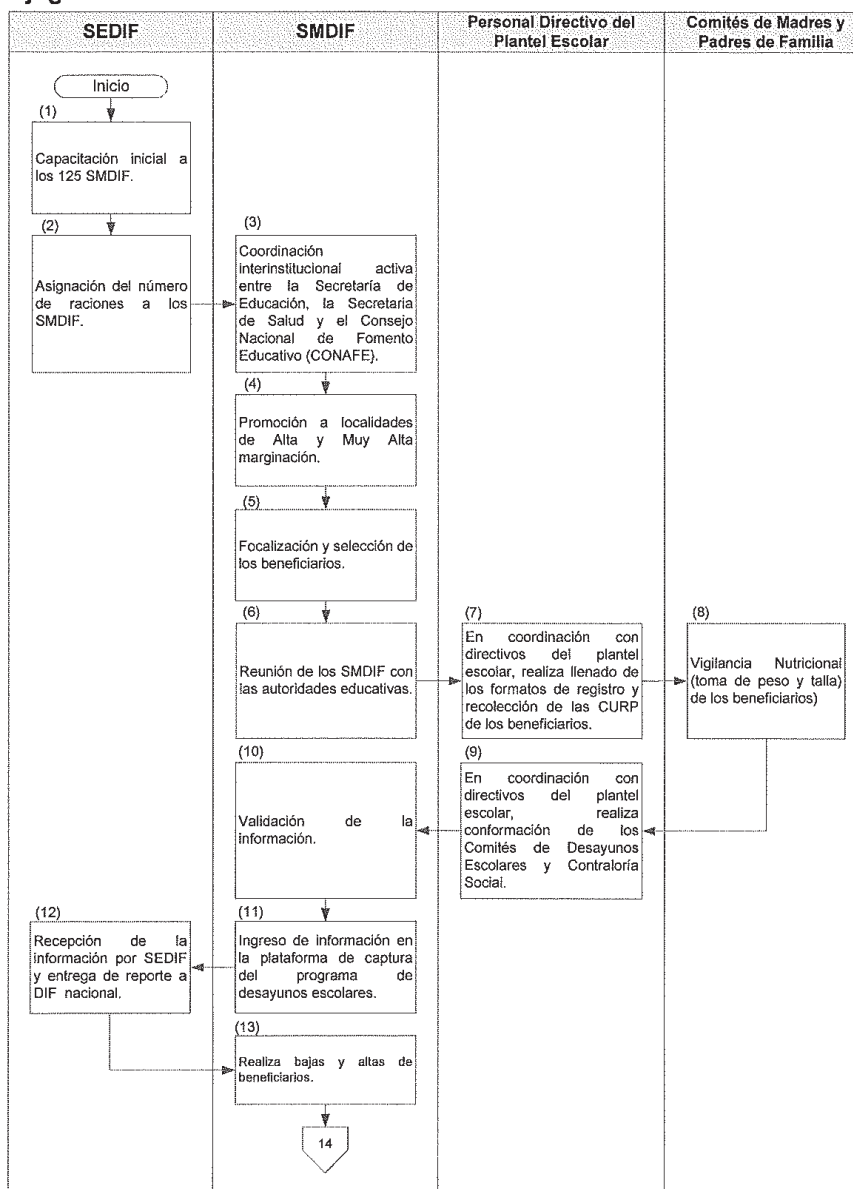 SEDIF
SMDIF
Personal Directivo del
Plantel Escolar
Comités de Madres y
Padres de Familia
Inicio
(1)
Capacitación inicial a
los 125 SMDIF.
(2)
Asignación del número
de raciones a los
SMDIF.
(3)
Coordinación
interinstitucional activa
entre la Secretaría de
Educación, la Secretaria
de Salud y el Consejo
Nacional de Fomento
Educativo (CONAFE).
(4)
Promoción a localidades
de Alta y Muy Alta
marginación.
(5)
Focalización y selección de
los beneficiarios.
(6)
Reunión de los SMDIF con
las autoridades educativas.
(7)
En coordinación con
directivos del plantel
escolar, realiza llenado de
los formatos de registro y
recolección de las CURP
de los beneficiarios.
(8)
Vigilancia Nutricional
(toma de peso y talla)
de los beneficiarios)
(9)
En coordinación con
directivos del plantel
escolar, realiza
conformación de los
Comités de Desayunos
Escolares y Contraloría
Social.
(10)
Validación de la
información.
(11)
Ingreso de información en
la plataforma de captura
del programa de
desayunos escolares.
(12)
Recepción de la
información por SEDIF
y entrega de reporte a
DIF nacional.
(13)
Realiza bajas y altas de
beneficiarios.
14